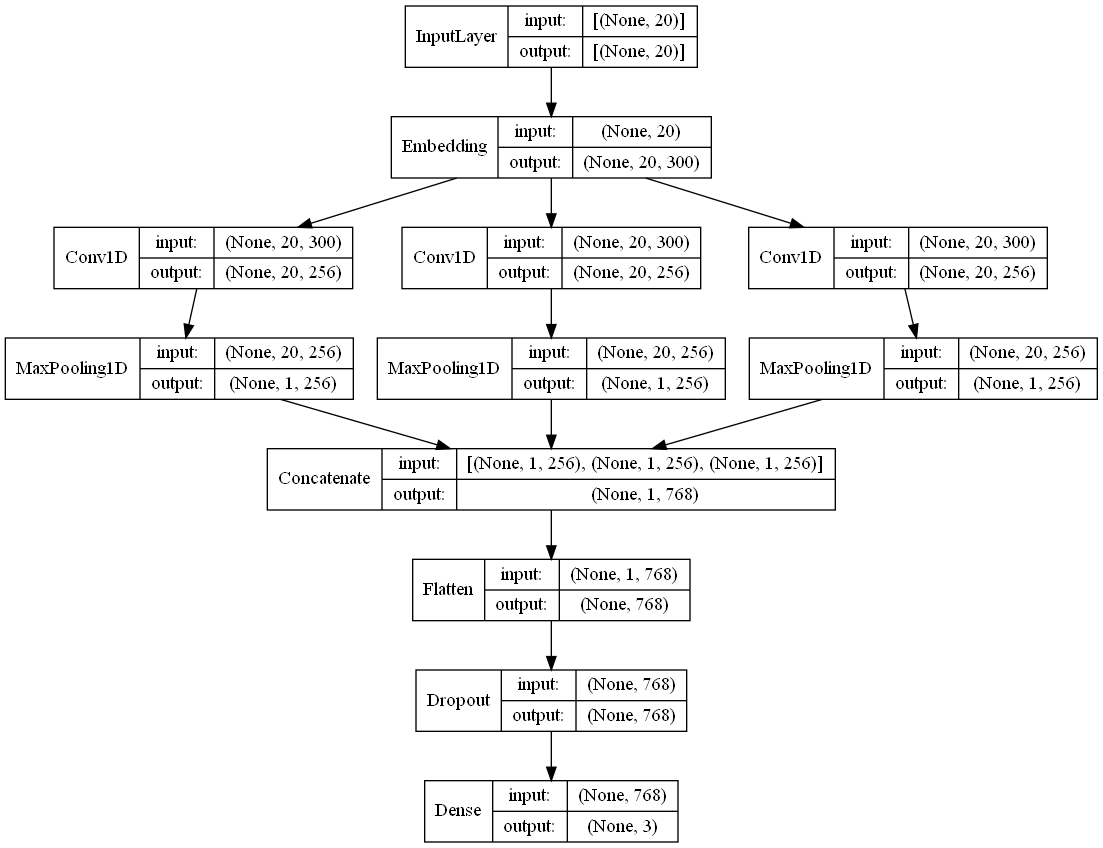 InputLayer input: [(None, 20)]
output: [(None, 20)]
Embedding input: (None, 20)
output: (None, 20, 300)
Conv1D input: (None, 20, 300)
output: (None, 20, 256)
Conv1D input: (None, 20, 300)
output: (None, 20, 256)
Conv1D input: (None, 20, 300)
output: (None, 20, 256)
MaxPooling1D input: (None, 20, 256)
output: (None, 1, 256)
MaxPooling1D input: (None, 20, 256)
output: (None, 1, 256)
MaxPooling1D input: (None, 20, 256)
output: (None, 1, 256)
Concatenate input: [(None, 1, 256), (None, 1, 256), (None, 1, 256)]
output: (None, 1, 768)
Flatten input: (None, 1, 768)
output: (None, 768)
Dropout input: (None, 768)
output: (None, 768)
Dense input: (None, 768)
output: (None, 3)